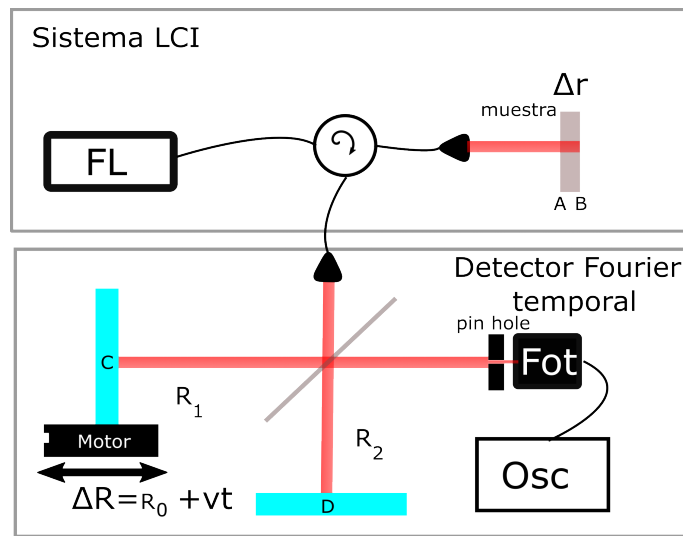 Sistema LCI
Δr
muestra
FL
A B
Detector Fourier
temporal
pin hole
C
Fot
R₁
Motor
R₂
Osc
ΔR=R₀ +vt
D